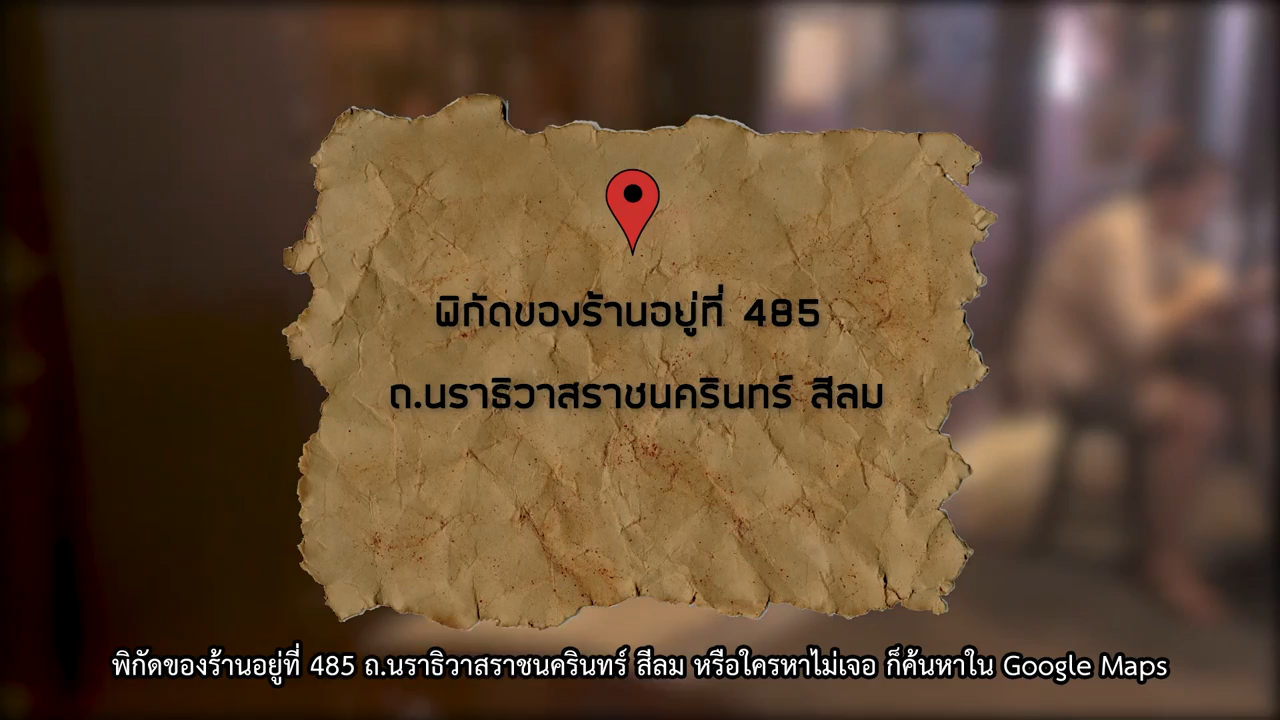 พิกัดของร้านอยู่ที่ 485
ถ.นราธิวาสราชนครินทร์ สีลม
พิกัดของร้านอยู่ที่ 485 ถ.นราธิวาสราชนครินทร์ สีลม หรือใครหาไม่เจอ ก็ค้นหาใน Google Maps